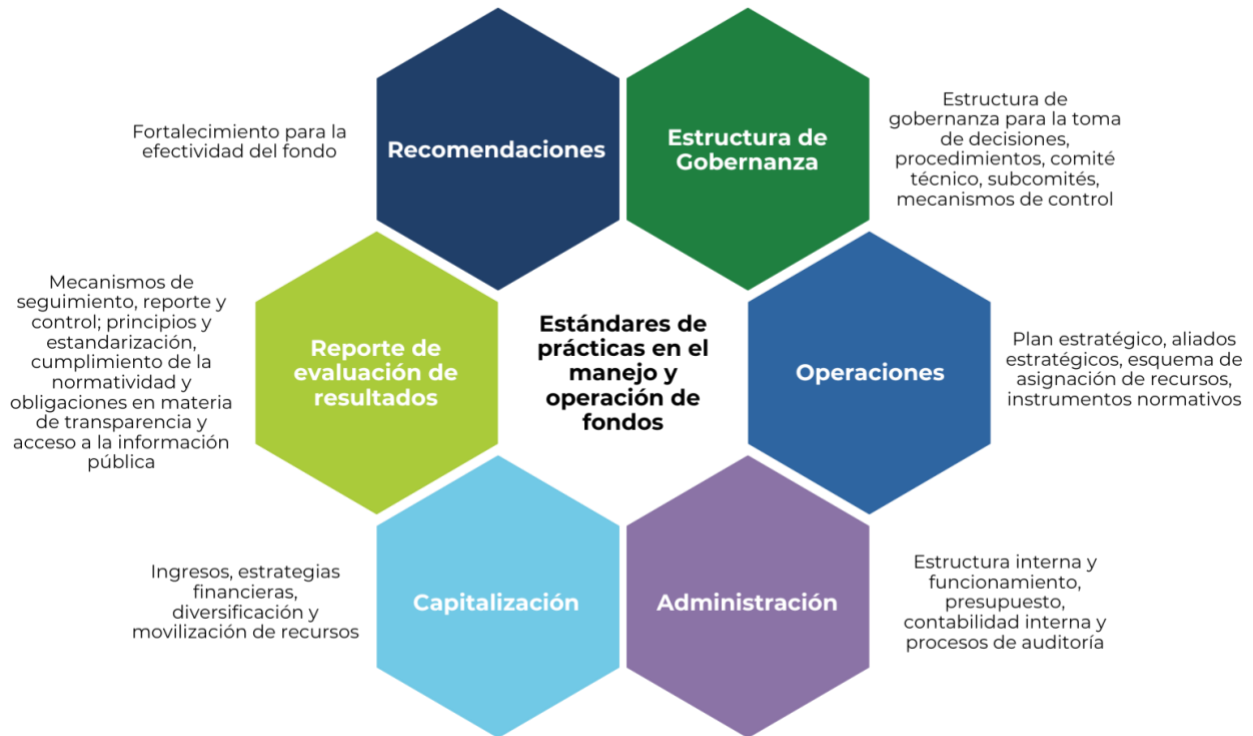 Fortalecimiento para la
efectividad del fondo
Recomendaciones
Estructura de
Gobernanza
Estructura de
gobernanza para la toma
de decisiones,
procedimientos, comité
técnico, subcomités,
mecanismos de control
Mecanismos de
seguimiento, reporte y
control; principios y
estandarización,
cumplimiento de la
normatividad y
obligaciones en materia
de transparencia y
acceso a la información
pública
Reporte de
evaluación de
resultados
Estándares de
prácticas en el
manejo y
operación de
fondos
Operaciones
Plan estratégico, aliados
estratégicos, esquema de
asignación de recursos,
instrumentos normativos
Ingresos, estrategias
financieras,
diversificación y
movilización de recursos
Capitalización
Administración
Estructura interna y
funcionamiento,
presupuesto,
contabilidad interna y
procesos de auditoría